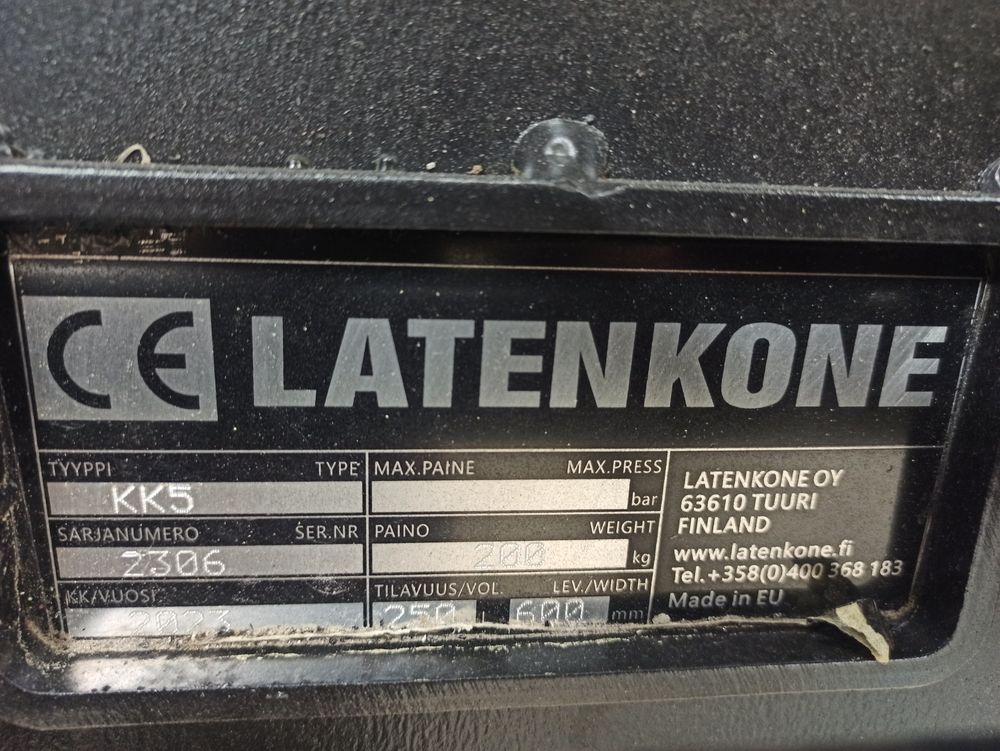 CE LATENKONE
TYYPPI TYPE
KK5
SARJANUMERO SER.NR
2306
KK/VUOSI
2023
MAX.PAINE MAX.PRESS
bar
PAINO WEIGHT
200 kg
TILAVUUS/VOL. LEV./WIDTH
250 600 mm
LATENKONE OY
63610 TUURI
FINLAND
www.latenkone.fi
Tel.+358(0)400 368 183
Made in EU